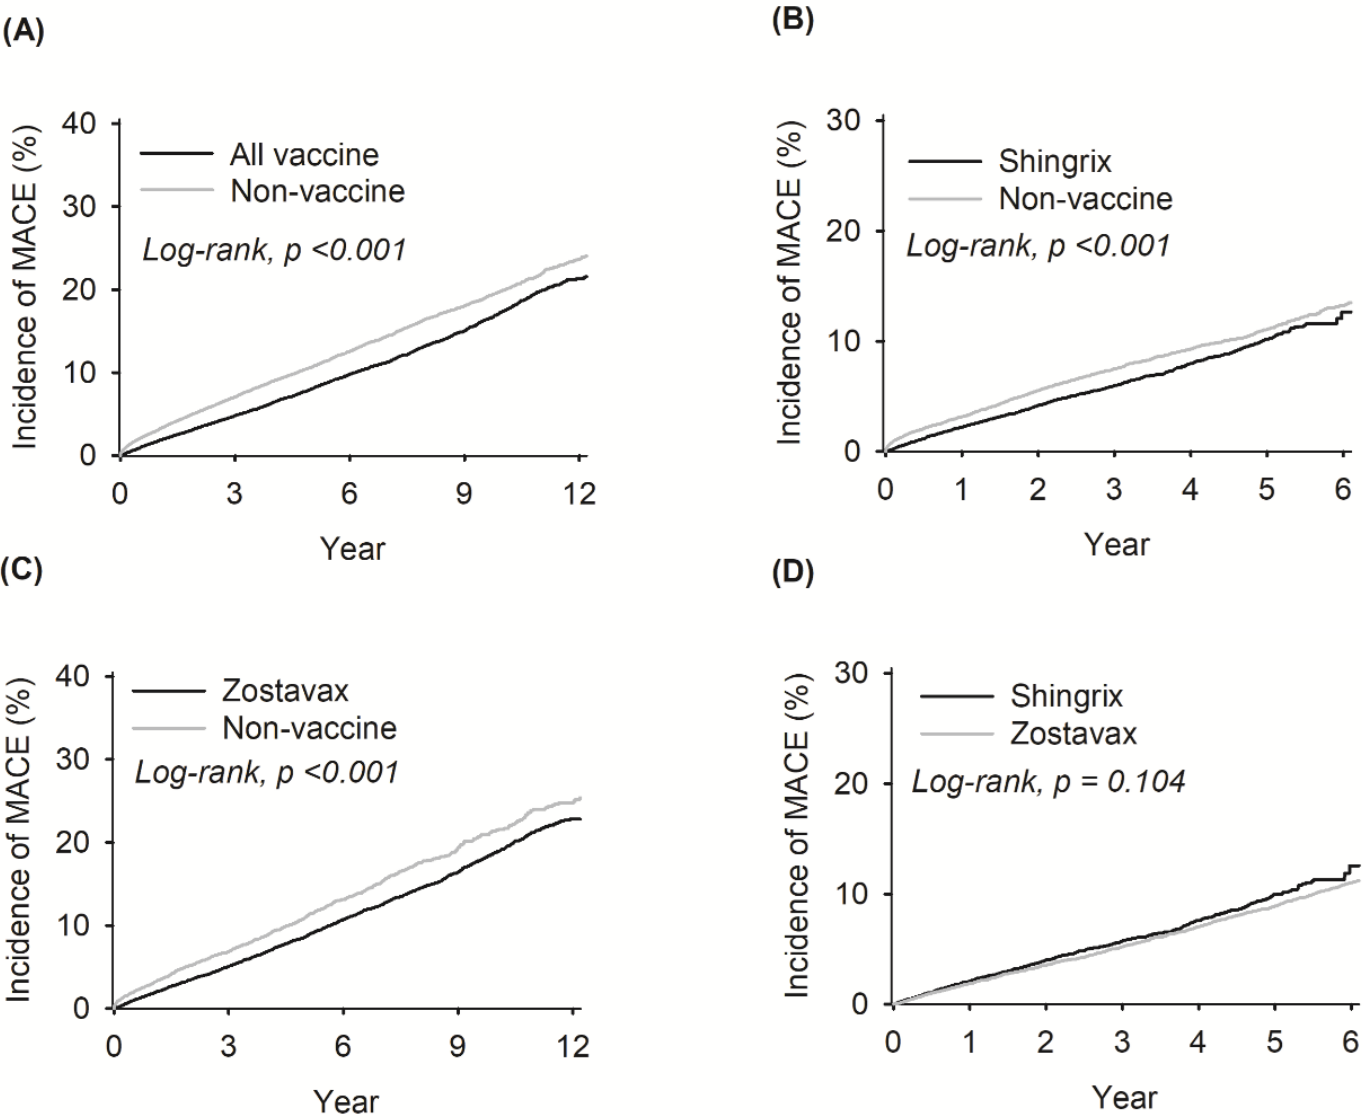 (A)
Incidence of MACE (%)
40
30
20
10
0
All vaccine
Non-vaccine
Log-rank, p <0.001
0 3 6 9 12
Year
(B)
Incidence of MACE (%)
30
20
10
0
Shingrix
Non-vaccine
Log-rank, p <0.001
0 1 2 3 4 5 6
Year
(C)
Incidence of MACE (%)
40
30
20
10
0
Zostavax
Non-vaccine
Log-rank, p <0.001
0 3 6 9 12
Year
(D)
Incidence of MACE (%)
30
20
10
0
Shingrix
Zostavax
Log-rank, p = 0.104
0 1 2 3 4 5 6
Year